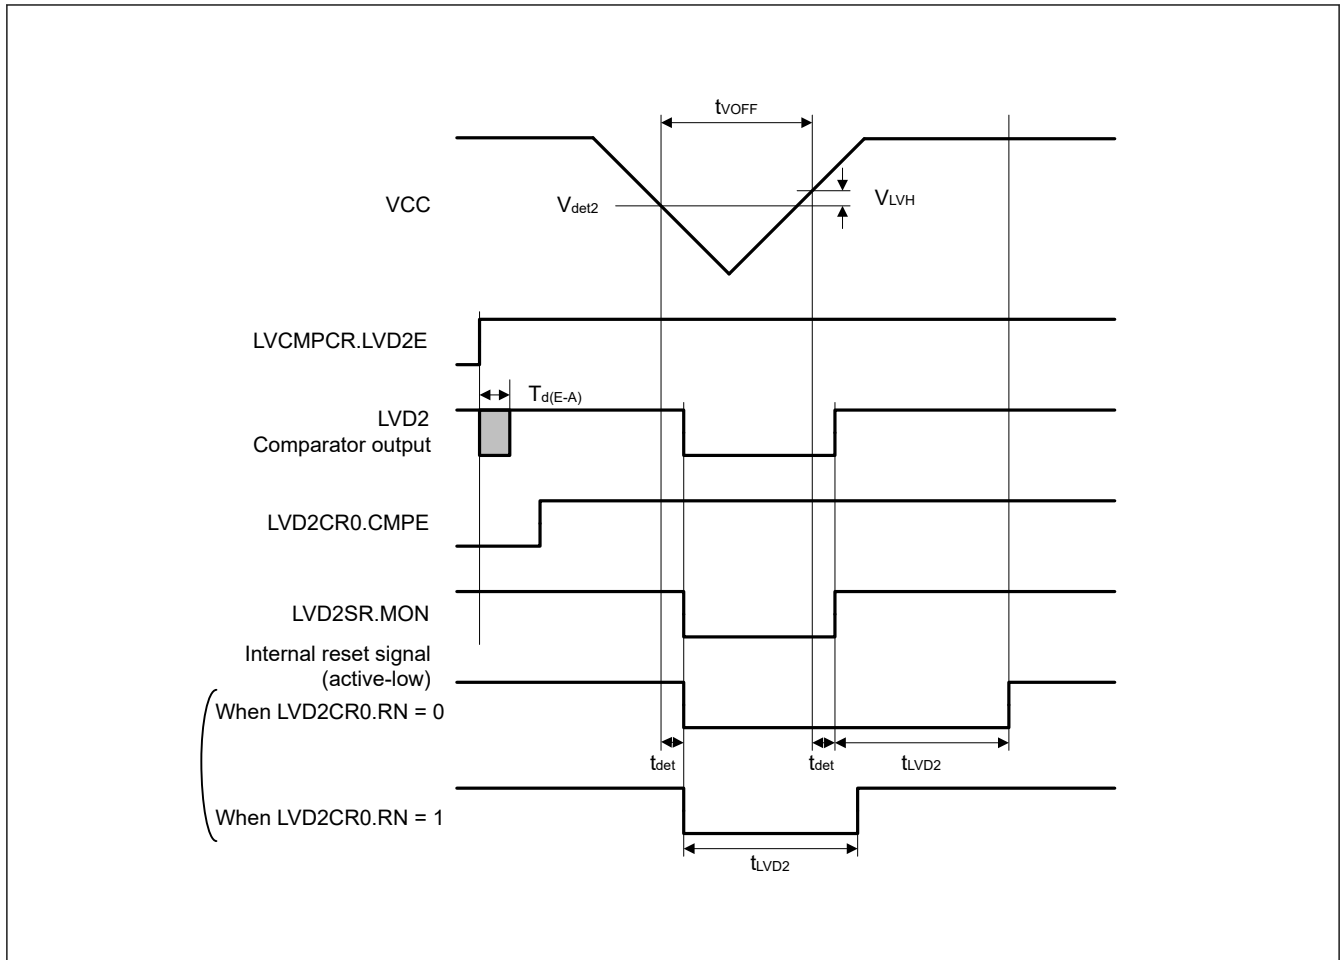 tVOFF
VCC
Vdet2
VLVH
LVCMPCR.LVD2E
Td(E-A)
LVD2
Comparator output
LVD2CR0.CMPE
LVD2SR.MON
Internal reset signal
(active-low)
When LVD2CR0.RN = 0
tdet
tdet
tLVD2
When LVD2CR0.RN = 1
tLVD2